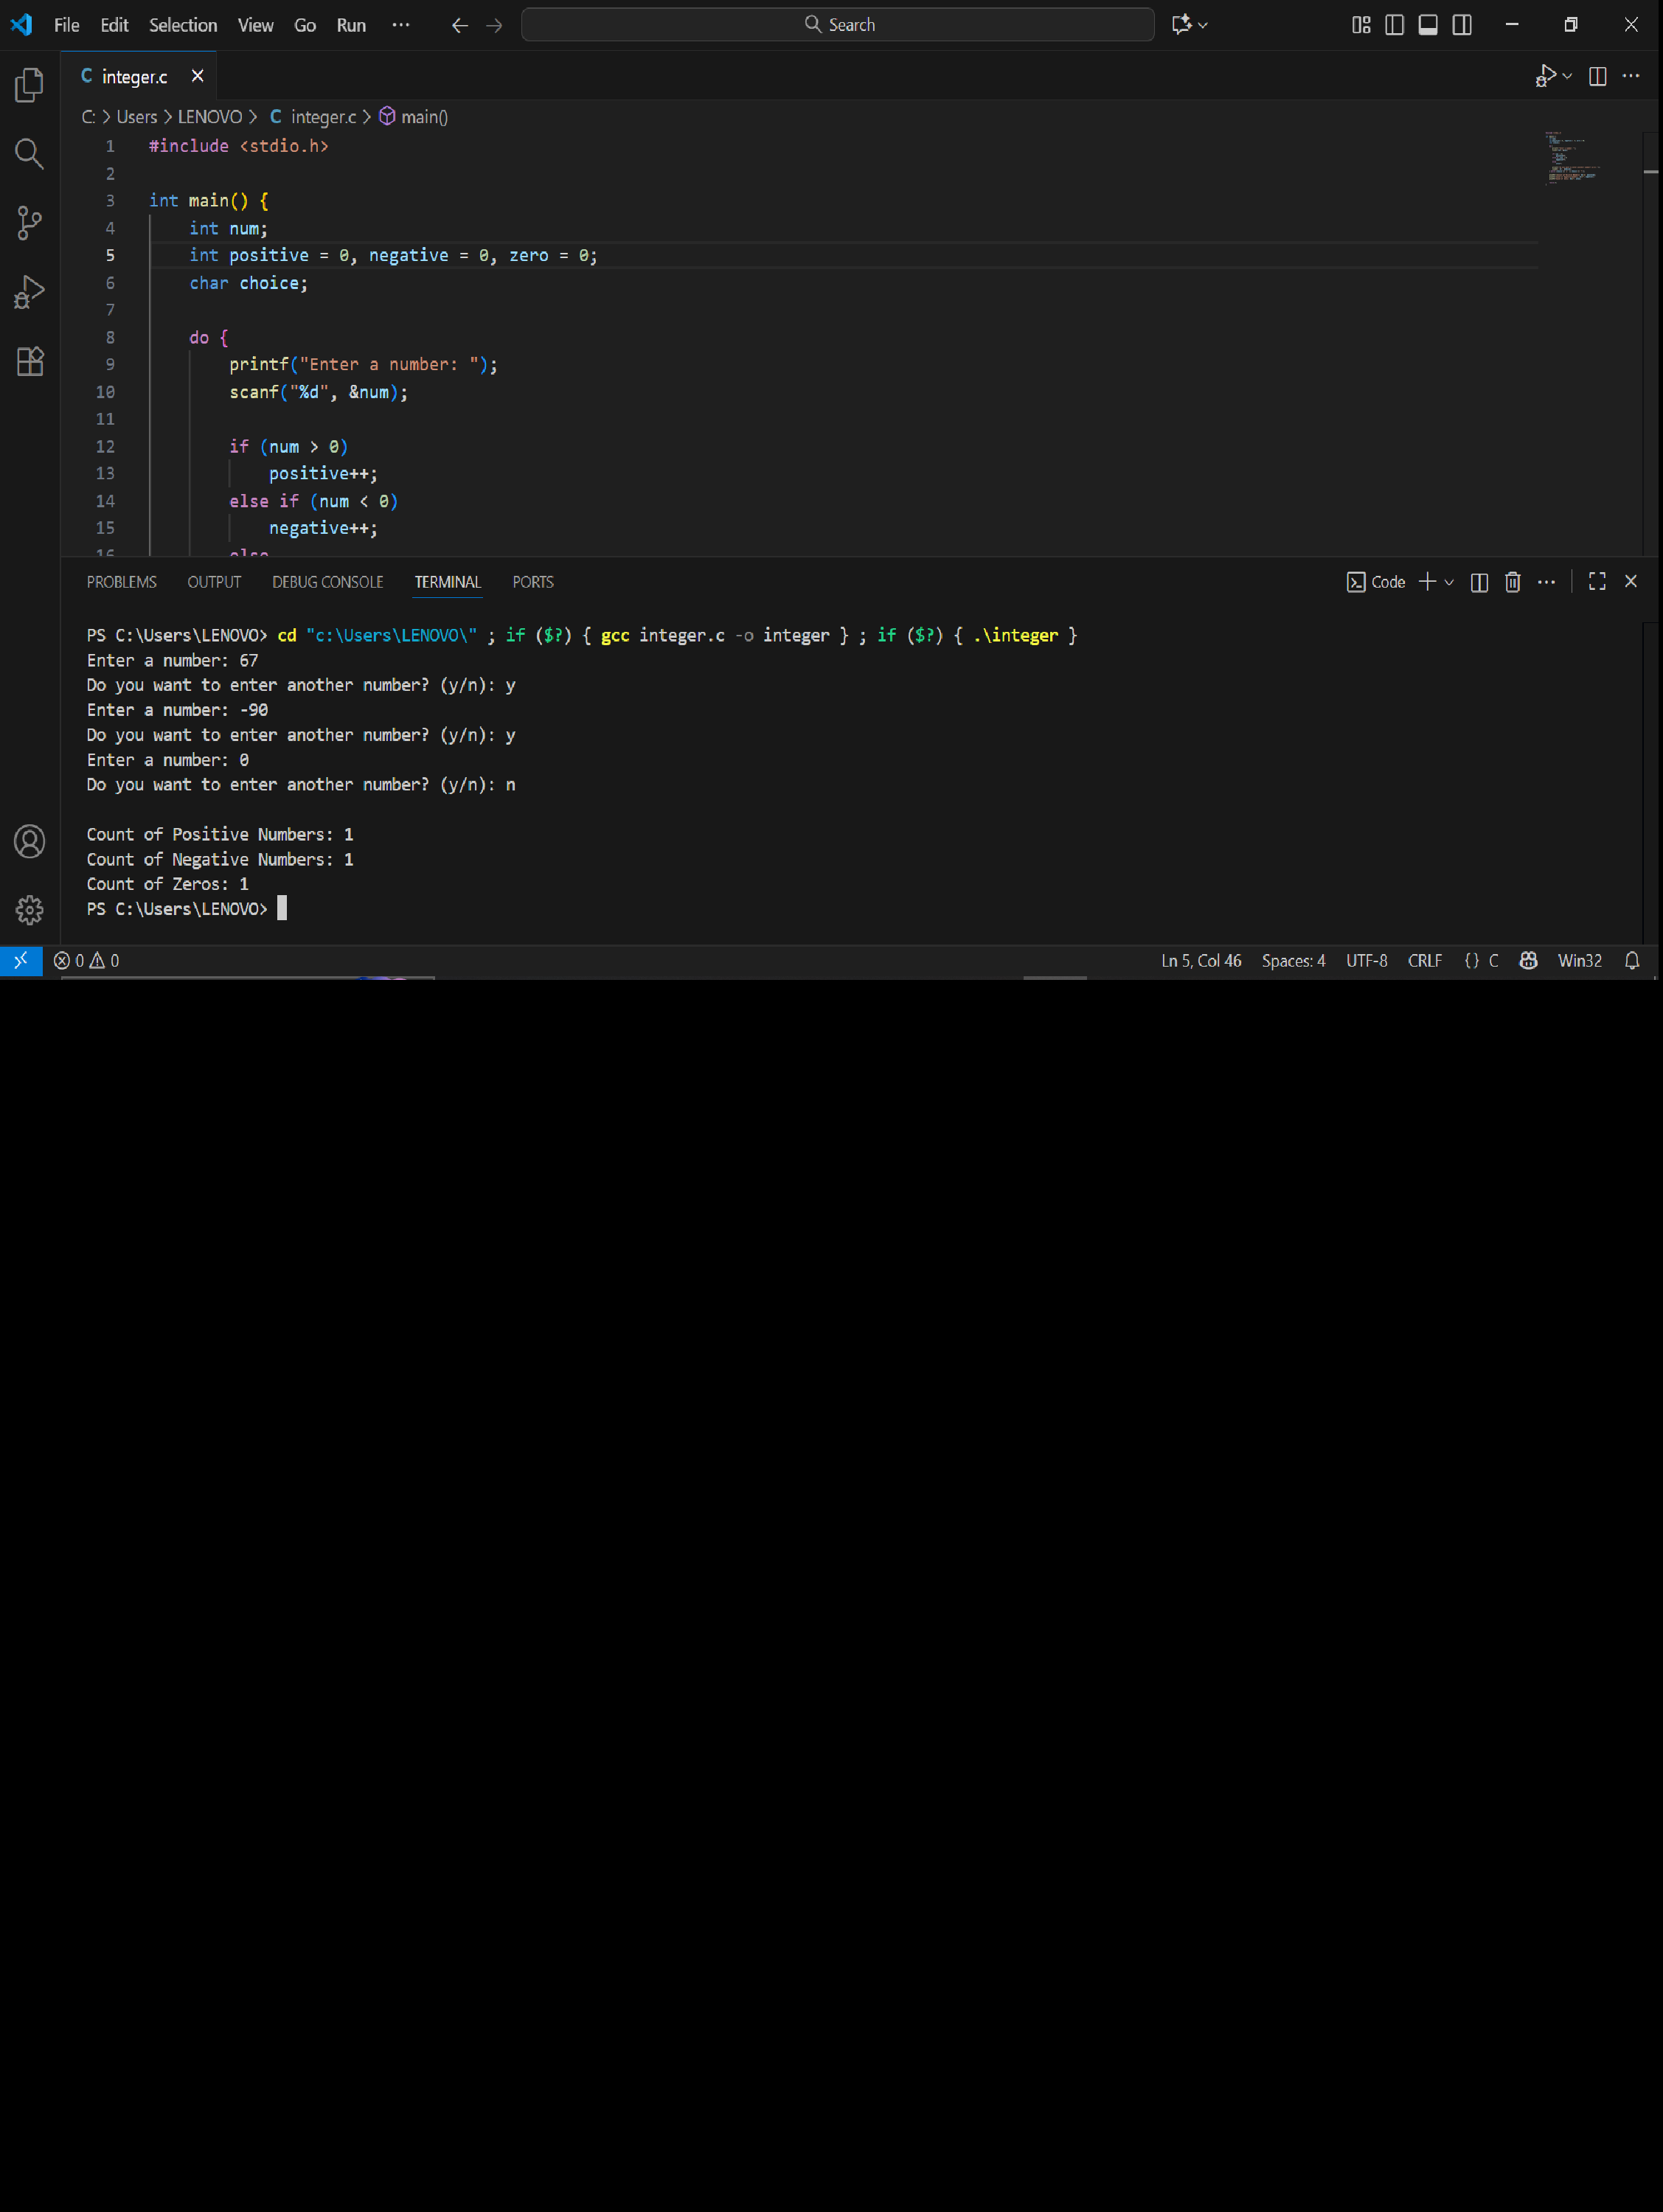 File Edit Selection View Go Run ··· Search
integer.c
C: > Users > LENOVO > C integer.c > main()
1 #include <stdio.h>
2
3 int main() {
4 int num;
5 int positive = 0, negative = 0, zero = 0;
6 char choice;
7
8 do {
9 printf("Enter a number: ");
10 scanf("%d", &num);
11
12 if (num > 0)
13 positive++;
14 else if (num < 0)
15 negative++;
16 else
PROBLEMS OUTPUT DEBUG CONSOLE TERMINAL PORTS Code
PS C:\Users\LENOVO> cd "c:\Users\LENOVO\" ; if ($?) { gcc integer.c -o integer } ; if ($?) { .\integer }
Enter a number: 67
Do you want to enter another number? (y/n): y
Enter a number: -90
Do you want to enter another number? (y/n): y
Enter a number: 0
Do you want to enter another number? (y/n): n
Count of Positive Numbers: 1
Count of Negative Numbers: 1
Count of Zeros: 1
PS C:\Users\LENOVO>
0 0 Ln 5, Col 46 Spaces: 4 UTF-8 CRLF {} C Win32